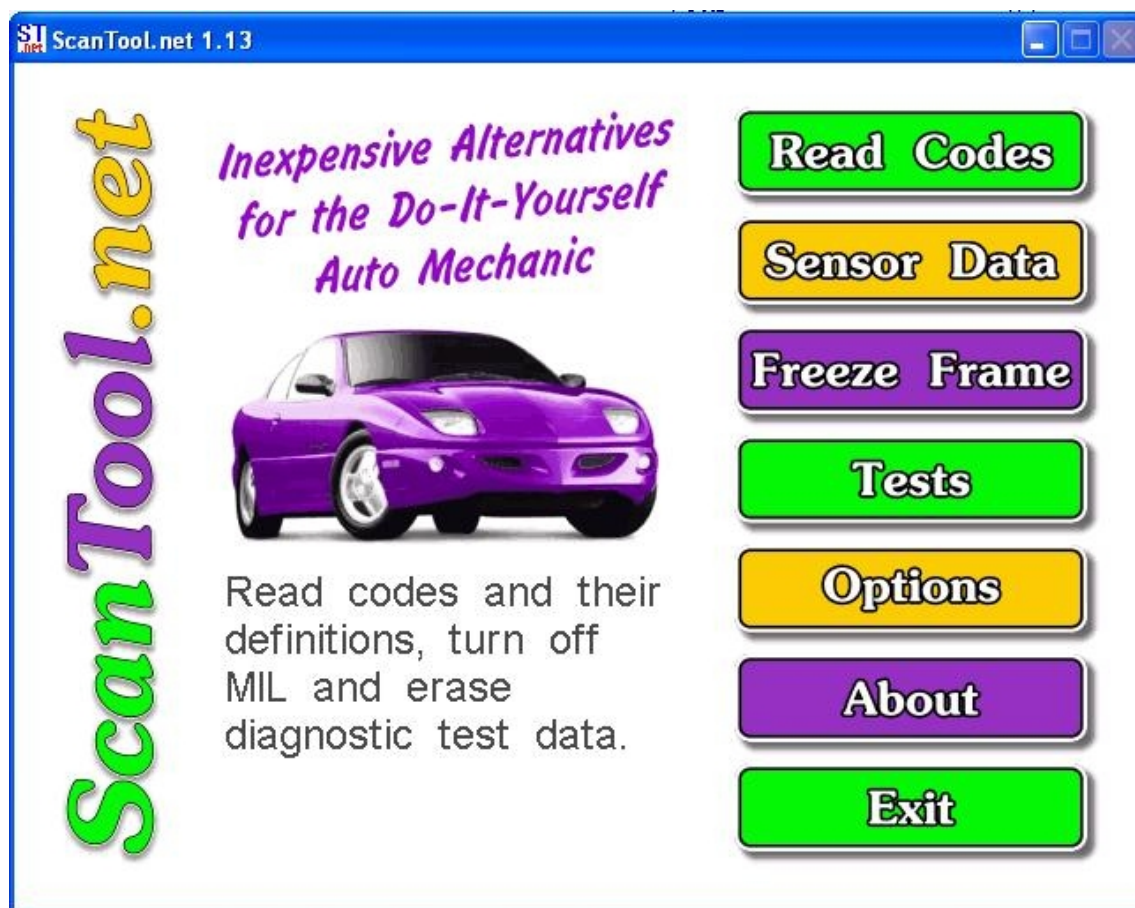 ScanTool.net 1.13
ScanTool.net
Inexpensive Alternatives
for the Do-It-Yourself
Auto Mechanic
Read codes and their
definitions, turn off
MIL and erase
diagnostic test data.
Read Codes
Sensor Data
Freeze Frame
Tests
Options
About
Exit